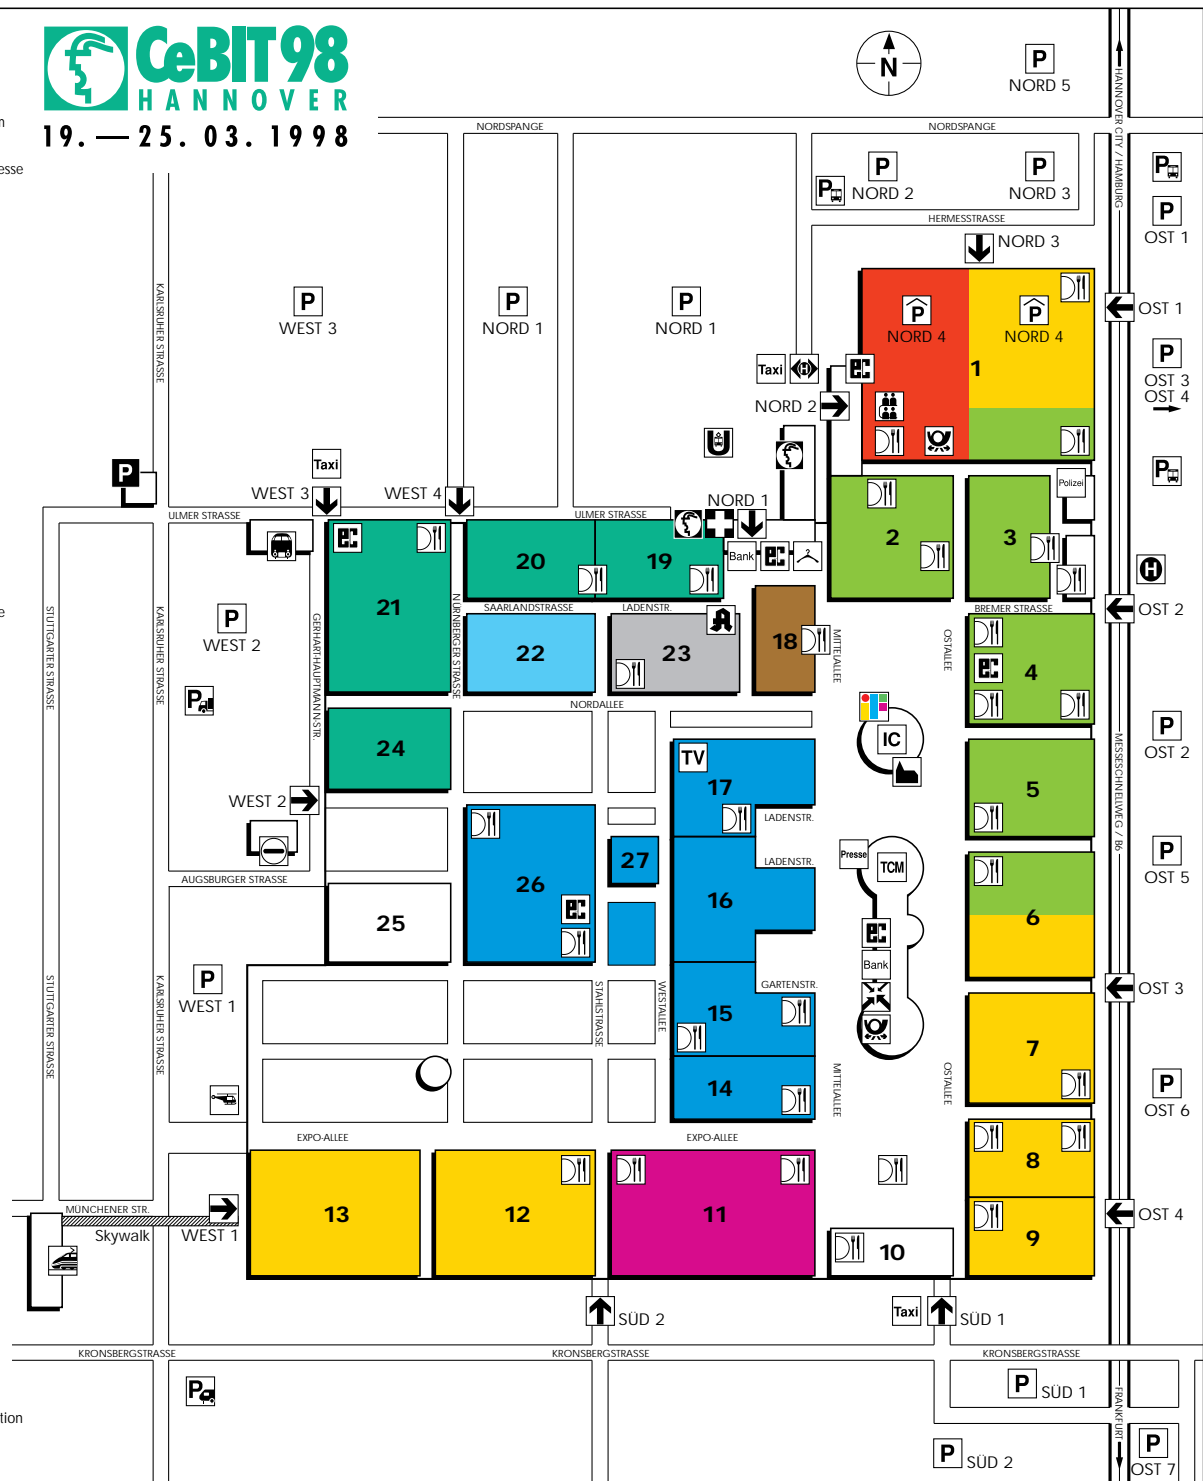 CeBIT 98
HANNOVER
19. — 25. 03. 1998
n
esse
N
P
NORD 5
HANNOVER CITY / HAMBURG
NORDSPANGE
NORDSPANGE
P
NORD 2
P
P
NORD 3
P
P
OST 1
HERMESSTRASSE
NORD 3
KARLSRUHER STRASSE
P
WEST 3
P
NORD 1
P
NORD 1
P
NORD 4
P
NORD 4
1
OST 1
P
OST 3
OST 4
Taxi
H
ec
NORD 2
U
P
P
Taxi
WEST 3
WEST 4
NORD 1
Polizei
ULMER STRASSE
ULMER STRASSE
ec
Bank
ec
21
20
19
2
3
H
STUTTGARTER STRASSE
KARLSRUHER STRASSE
GERHART-HAUPTMANN-STR.
NÜRNBERGER STRASSE
SAARLANDSTRASSE
LADENSTR.
A
BREMER STRASSE
OST 2
e
P
WEST 2
P
22
23
18
MITTELALLEE
OSTALLEE
ec
4
NORDALLEE
24
TV
17
IC
P
OST 2
MESSESCHNELLWEG / B6
5
WEST 2
LADENSTR.
27
LADENSTR.
Presse
TCM
P
OST 5
AUGSBURGER STRASSE
26
ec
16
6
25
ec
Bank
P
WEST 1
STUTTGARTER STRASSE
KARLSRUHER STRASSE
STAHLSTRASSE
WESTALLEE
GARTENSTR.
OST 3
15
7
14
MITTELALLEE
OSTALLEE
P
OST 6
EXPO-ALLEE
EXPO-ALLEE
8
13
12
11
MÜNCHENER STR.
Skywalk
WEST 1
OST 4
10
9
SÜD 2
Taxi
SÜD 1
KRONSBERGSTRASSE
KRONSBERGSTRASSE
KRONSBERGSTRASSE
P
P
SÜD 1
FRANKFURT
tion
P
SÜD 2
P
OST 7